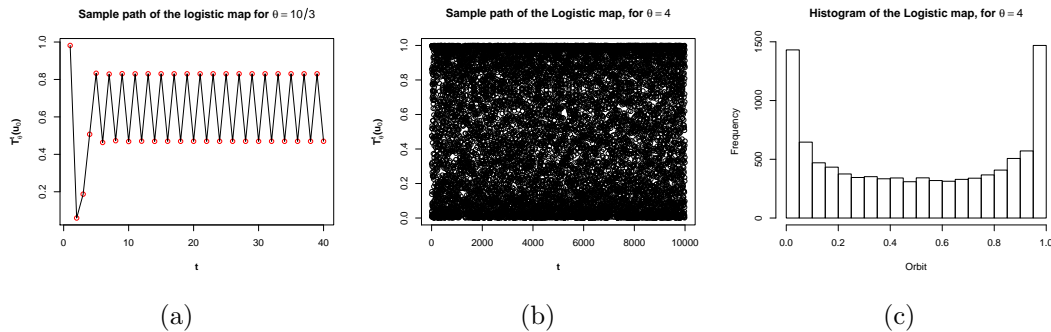 Sample path of the logistic map for θ = 10/3
T_θ^t(u_0)
1.0
0.8
0.6
0.4
0.2
0 10 20 30 40
t
(a)
Sample path of the Logistic map, for θ = 4
T_θ^t(u_0)
1.0
0.8
0.6
0.4
0.2
0.0
0 2000 4000 6000 8000 10000
t
(b)
Histogram of the Logistic map, for θ = 4
Frequency
1500
1000
500
0
0.0 0.2 0.4 0.6 0.8 1.0
Orbit
(c)